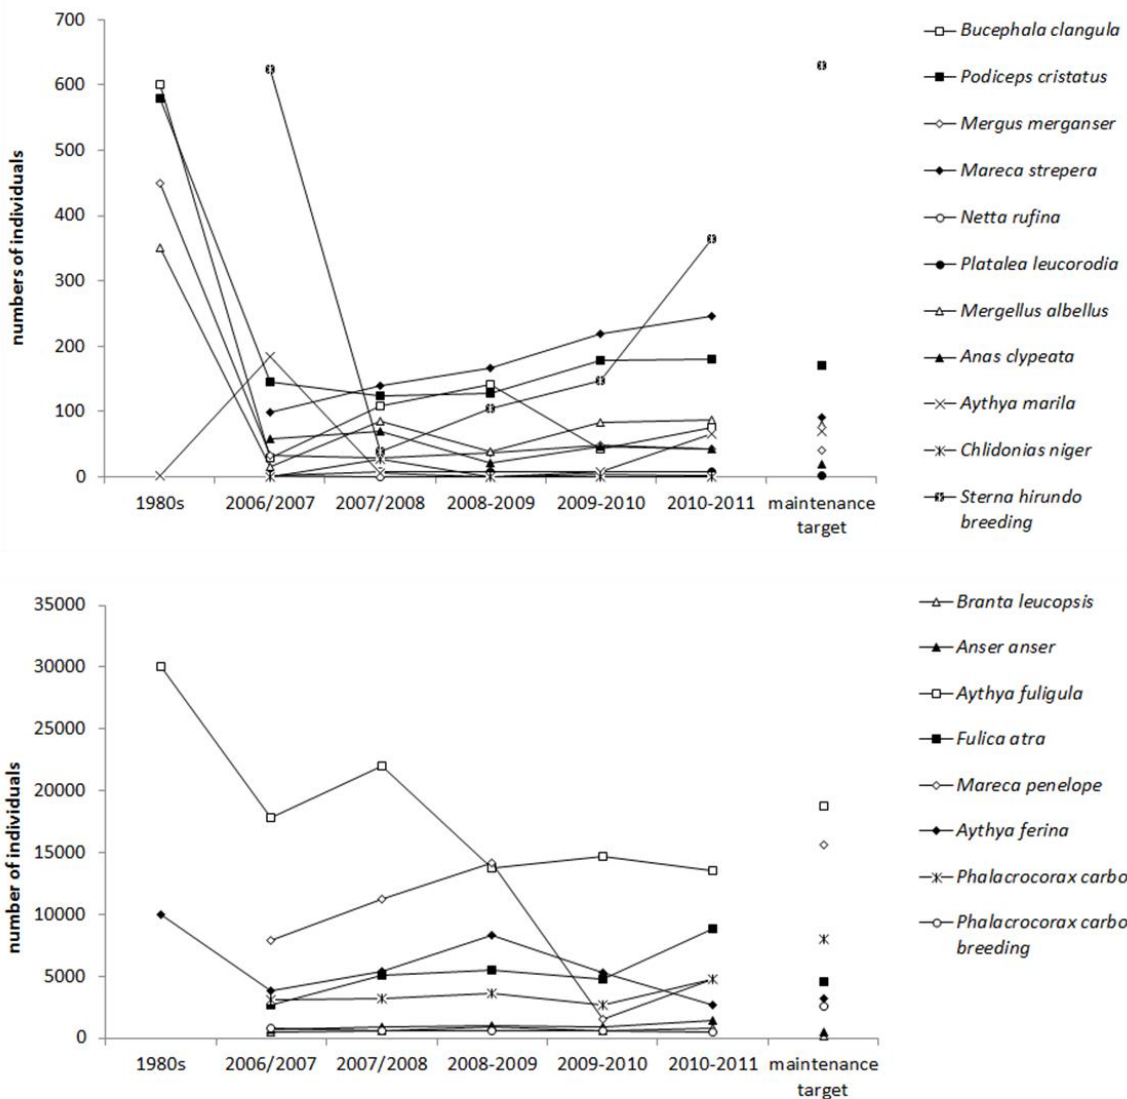 700
600
500
400
300
200
100
0
numbers of individuals
1980s
2006/2007
2007/2008
2008-2009
2009-2010
2010-2011
maintenance
target
Bucephala clangula
Podiceps cristatus
Mergus merganser
Mareca strepera
Netta rufina
Platalea leucorodia
Mergellus albellus
Anas clypeata
Aythya marila
Chlidonias niger
Sterna hirundo
breeding
35000
30000
25000
20000
15000
10000
5000
0
number of individuals
1980s
2006/2007
2007/2008
2008-2009
2009-2010
2010-2011
maintenance
target
Branta leucopsis
Anser anser
Aythya fuligula
Fulica atra
Mareca penelope
Aythya ferina
Phalacrocorax carbo
Phalacrocorax carbo
breeding